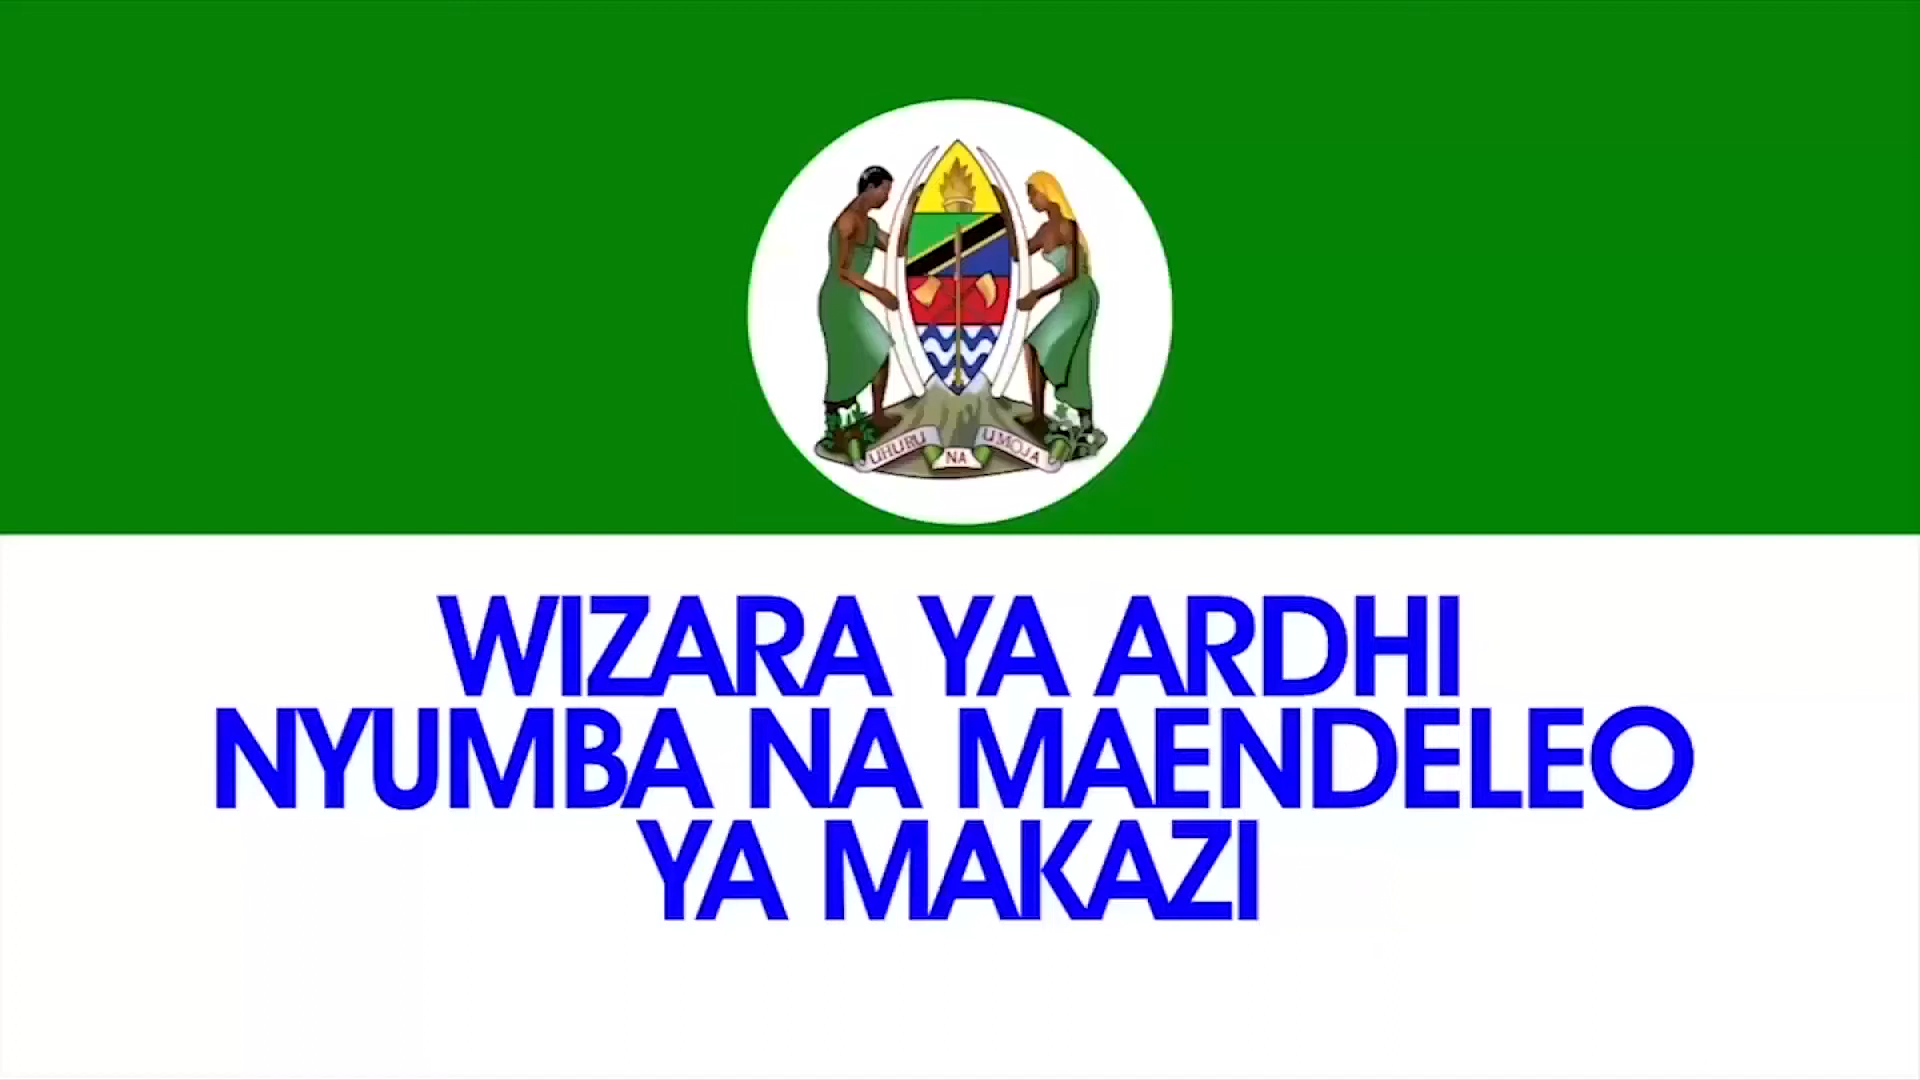 UHURU NA UMOJA
WIZARA YA ARDHI
NYUMBA NA MAENDELEO
YA MAKAZI